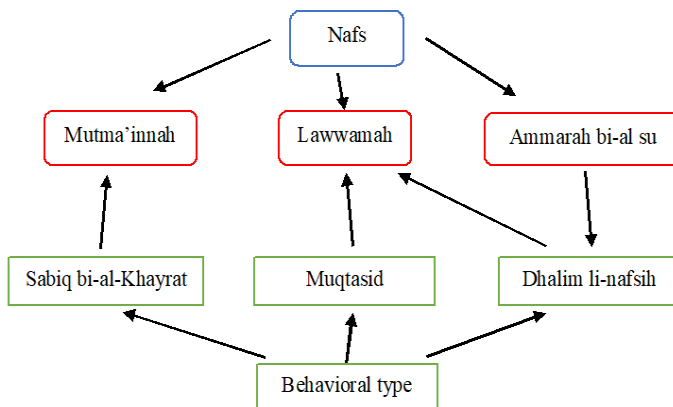 Nafs
Mutma’innah
Lawwamah
Ammarah bi-al su
Sabiq bi-al-Khayrat
Muqtasid
Dhalim li-nafsih
Behavioral type